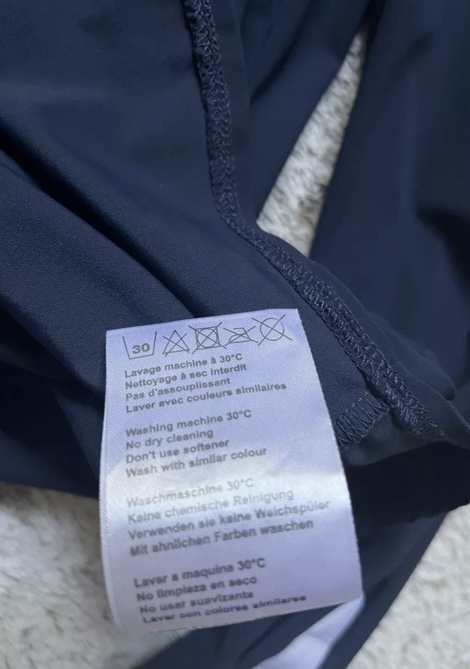 30
Lavage machine à 30°C
Nettoyage à sec interdit
Pas d'assouplissant
Laver avec couleurs similaires
Washing machine 30°C
No dry cleaning
Don't use softener
Wash with similar colour
Waschmaschine 30°C
Keine chemische Reinigung
Verwenden sie keine Weichspüler
Mit ähnlichen Farben waschen
Lavar a maquina 30°C
No limpieza en seco
No usar suavizante
Lavar con colores similares